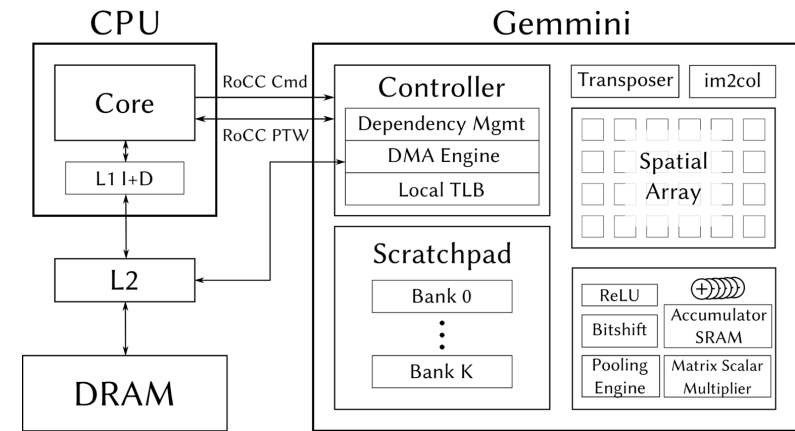 CPU
Gemmini
Core
L1 I+D
RoCC Cmd
RoCC PTW
L2
DRAM
Controller
Dependency Mgmt
DMA Engine
Local TLB
Scratchpad
Bank 0
Bank K
Transposer
im2col
Spatial
Array
ReLU
Bitshift
Pooling
Engine
+
Accumulator
SRAM
Matrix Scalar
Multiplier